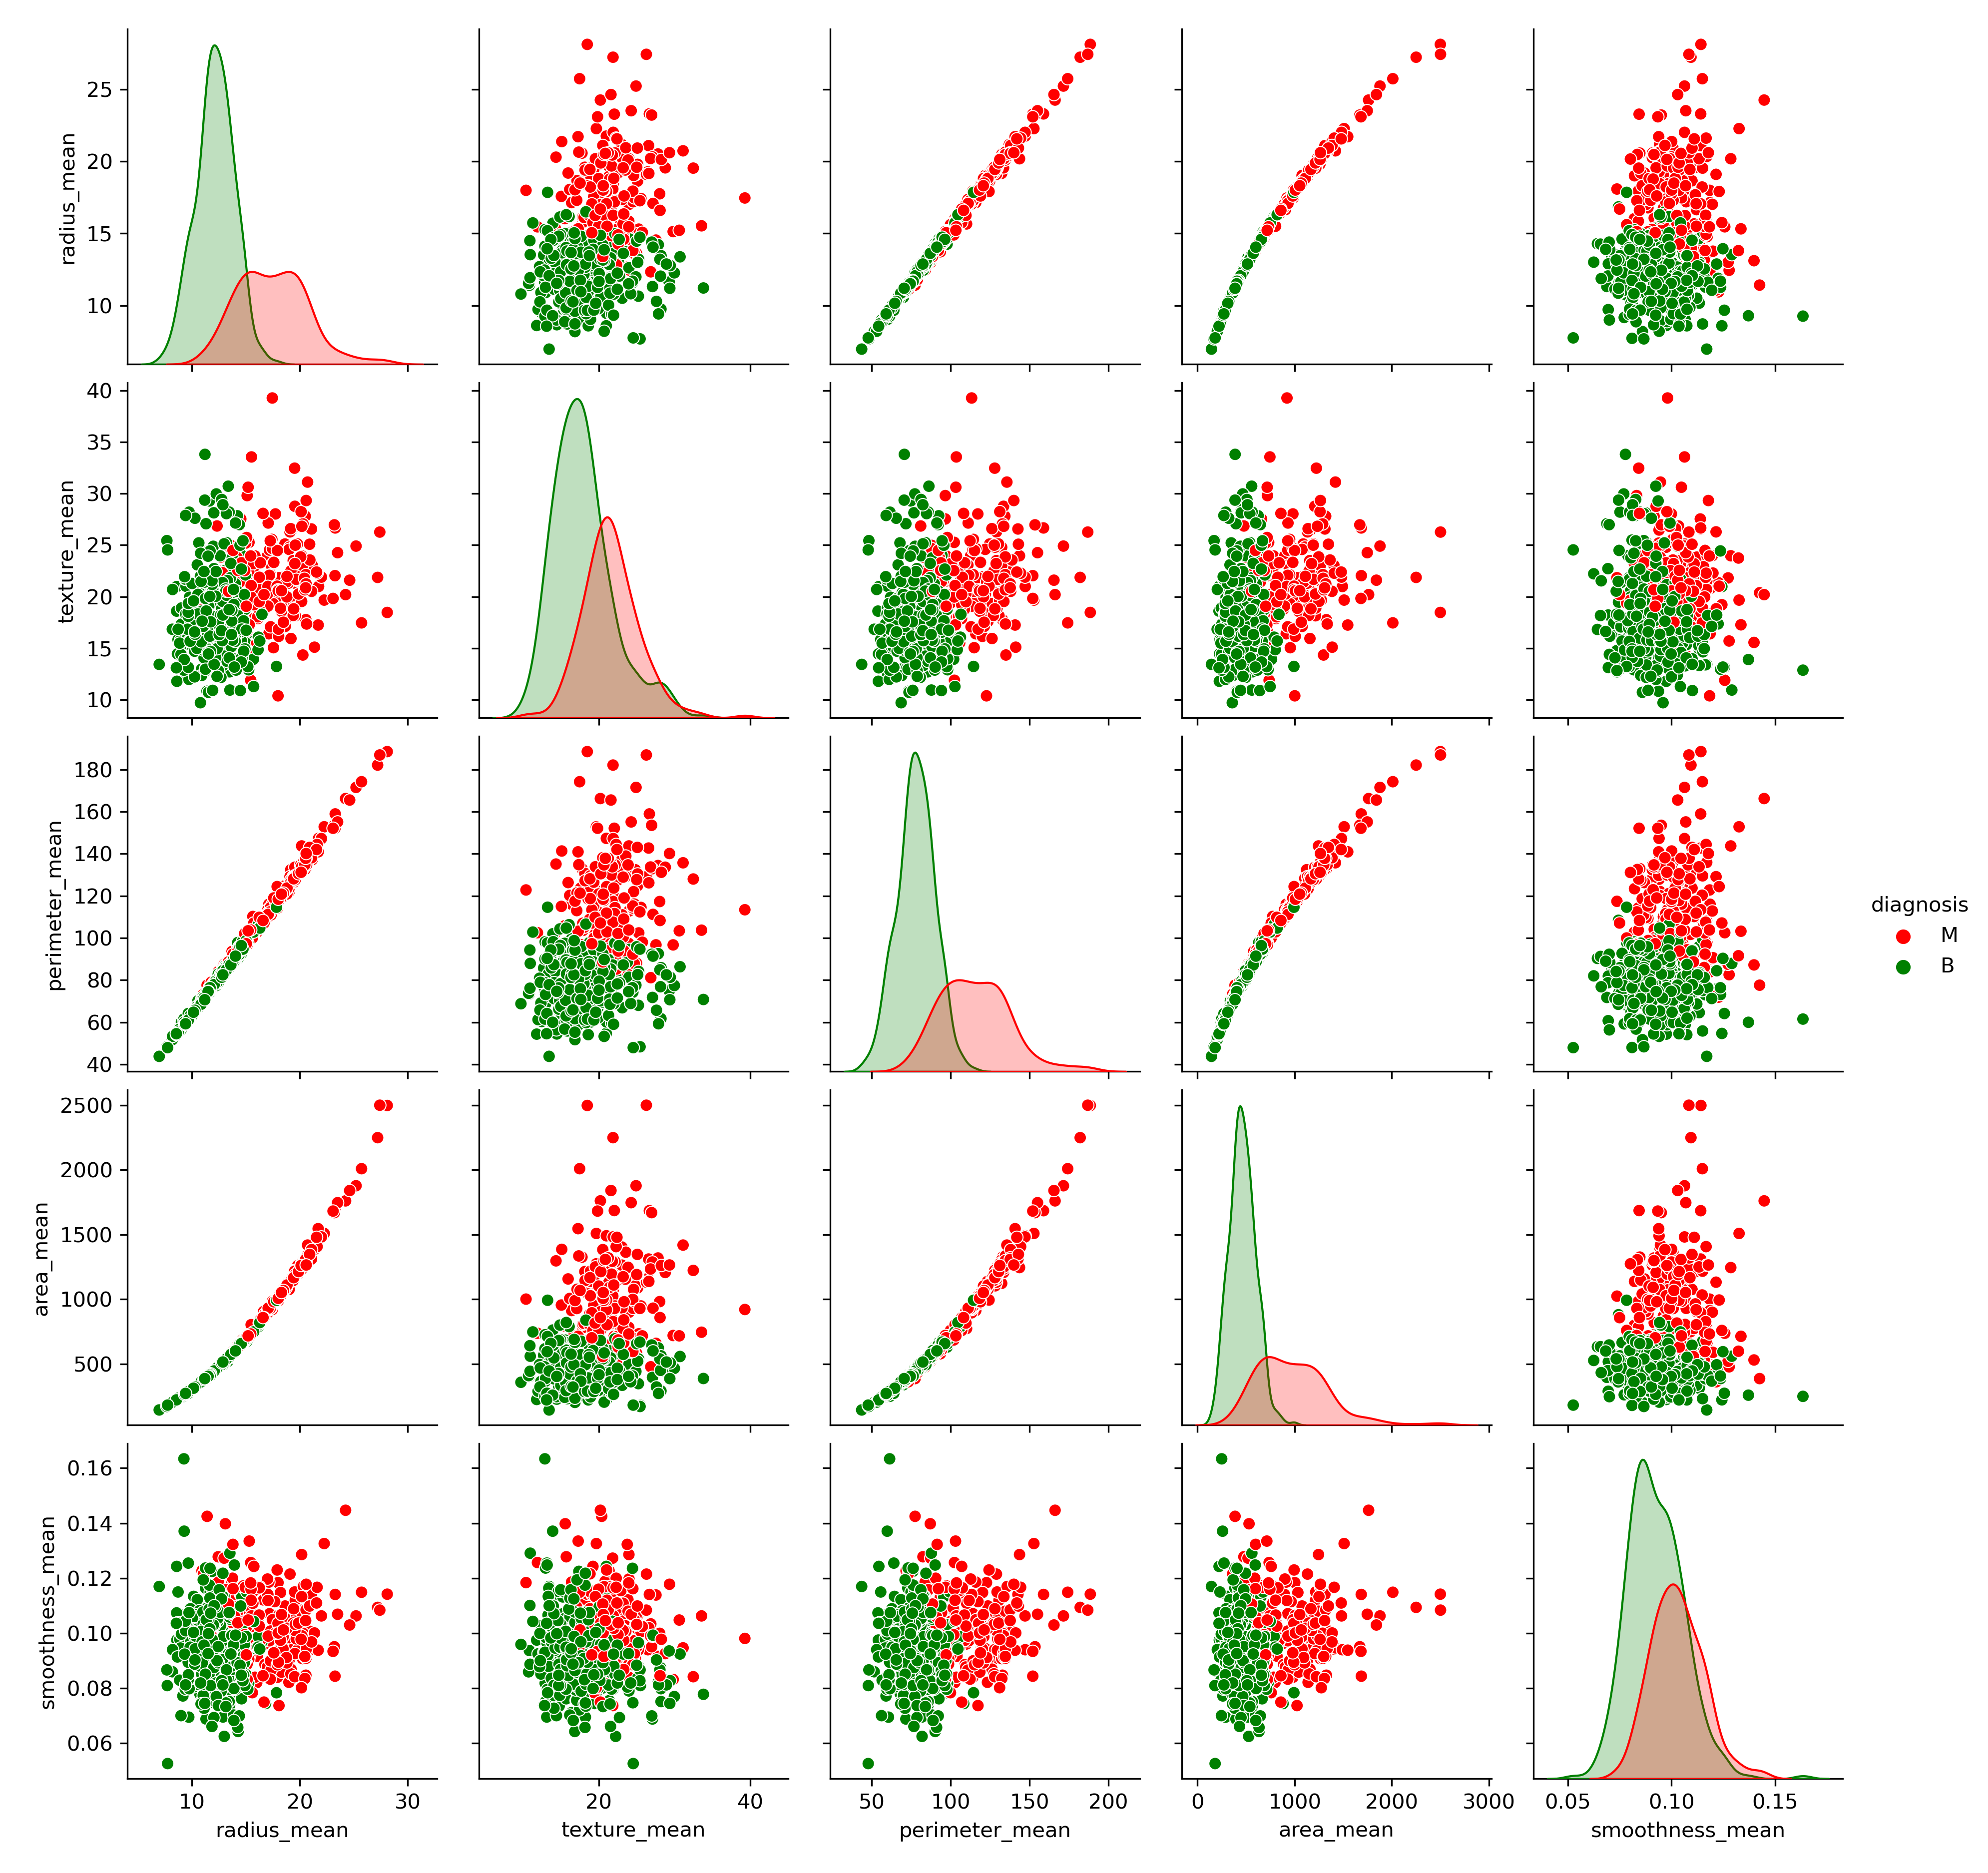 25
20
15
10
radius_mean
40
35
30
25
20
15
10
texture_mean
180
160
140
120
100
80
60
40
perimeter_mean
diagnosis
M
B
2500
2000
1500
1000
500
area_mean
0.16
0.14
0.12
0.10
0.08
0.06
smoothness_mean
10 20 30
20 40
50 100 150 200
0 1000 2000 3000
0.05 0.10 0.15
radius_mean
texture_mean
perimeter_mean
area_mean
smoothness_mean